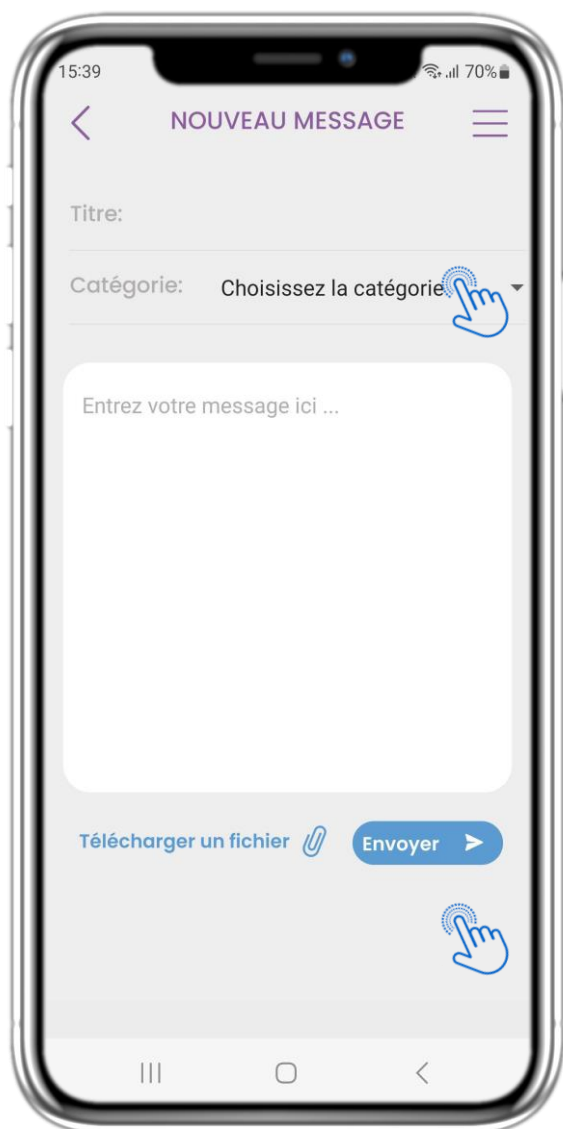 15:39 70%
NOUVEAU MESSAGE
Titre:
Catégorie: Choisissez la catégorie
Entrez votre message ici ...
Télécharger un fichier Envoyer